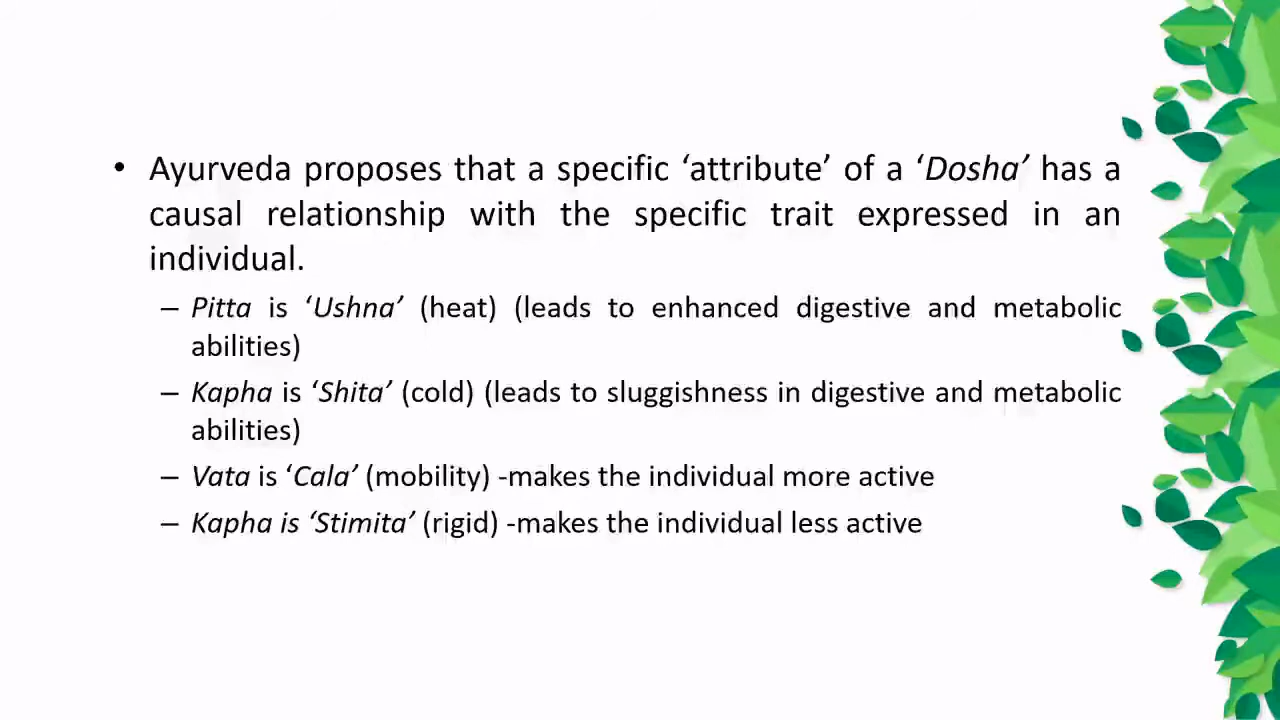 • Ayurveda proposes that a specific ‘attribute’ of a ‘Dosha’ has a
causal relationship with the specific trait expressed in an
individual.
– Pitta is ‘Ushna’ (heat) (leads to enhanced digestive and metabolic
abilities)
– Kapha is ‘Shita’ (cold) (leads to sluggishness in digestive and metabolic
abilities)
– Vata is ‘Cala’ (mobility) -makes the individual more active
– Kapha is ‘Stimita’ (rigid) -makes the individual less active